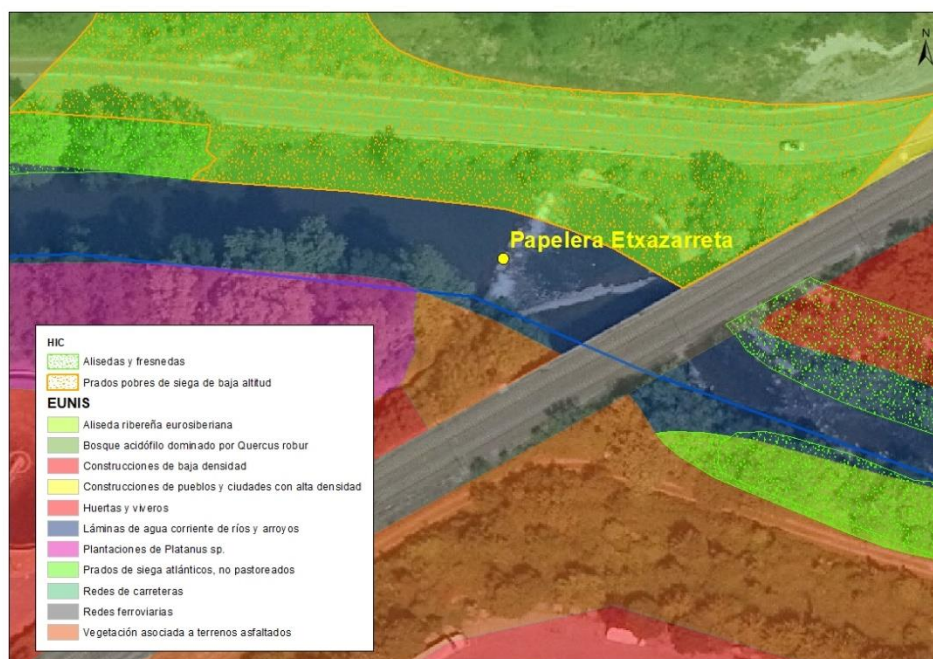 N
Papelera Etxazarreta
HIC
Alisedas y fresnedas
Prados pobres de siega de baja altitud
EUNIS
Aliseda ribereña eurosiberiana
Bosque acidófilo dominado por Quercus robur
Construcciones de baja densidad
Construcciones de pueblos y ciudades con alta densidad
Huertas y viveros
Láminas de agua corriente de ríos y arroyos
Plantaciones de Platanus sp.
Prados de siega atlánticos, no pastoreados
Redes de carreteras
Redes ferroviarias
Vegetación asociada a terrenos asfaltados